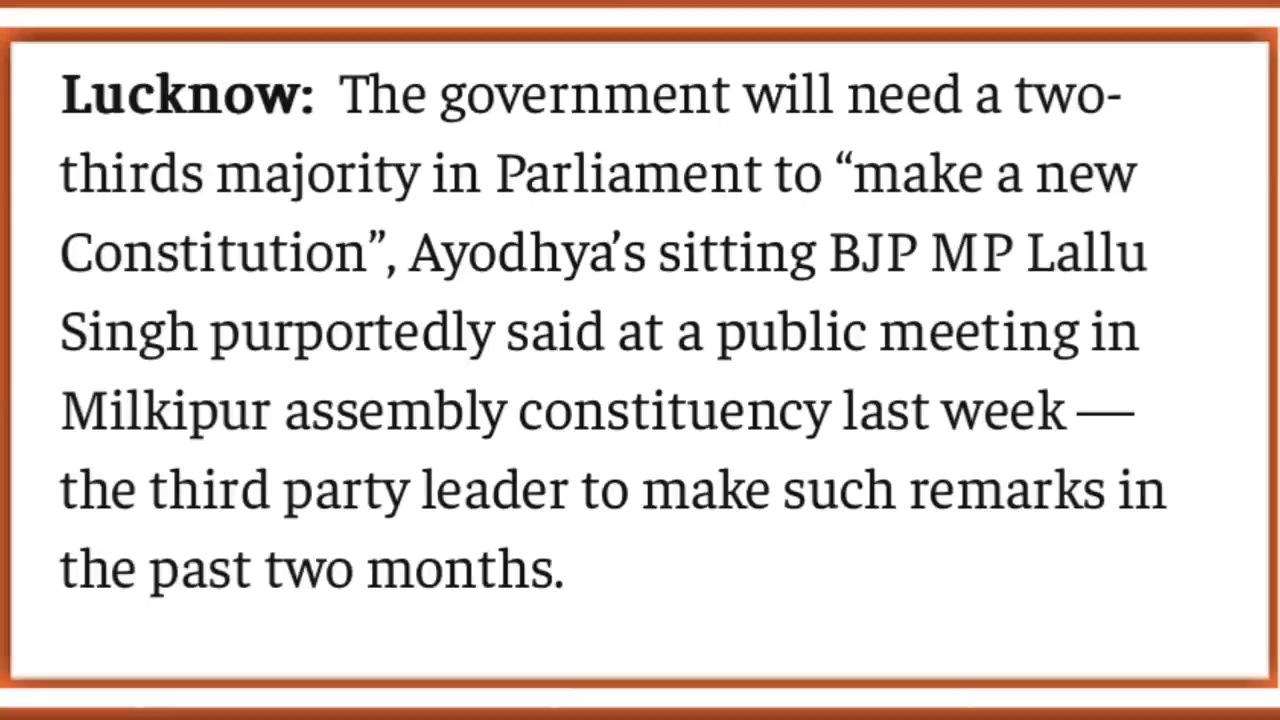 Lucknow: The government will need a two-
thirds majority in Parliament to “make a new
Constitution”, Ayodhya’s sitting BJP MP Lallu
Singh purportedly said at a public meeting in
Milkipur assembly constituency last week —
the third party leader to make such remarks in
the past two months.